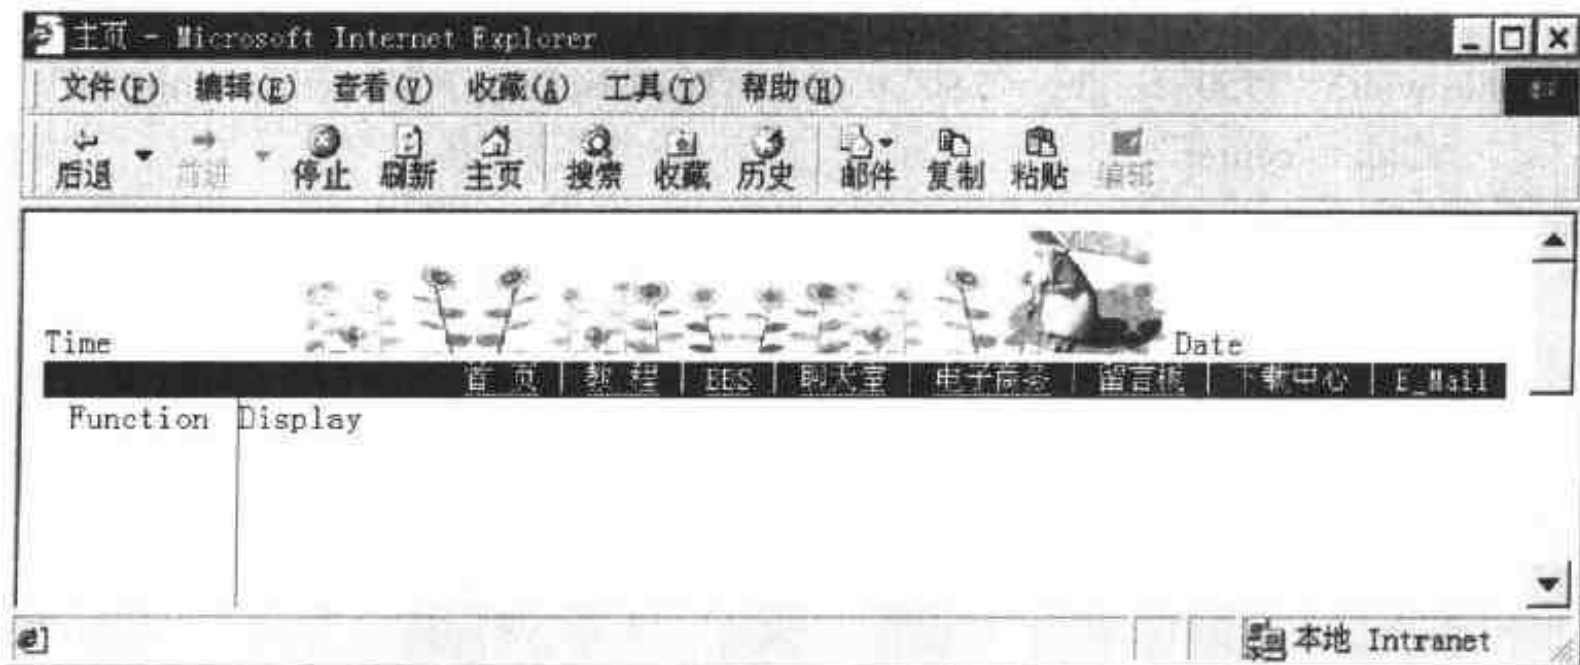 主页 - Microsoft Internet Explorer
文件(F) 编辑(E) 查看(V) 收藏(A) 工具(T) 帮助(H)
后退 前进 停止 刷新 主页 搜索 收藏 历史 邮件 复制 粘贴 编辑
Time Date
首 页 | 教 程 | BBS | 聊天室 | 电子商务 | 留言板 | 下载中心 | E_Mail
Function Display
本地 Intranet